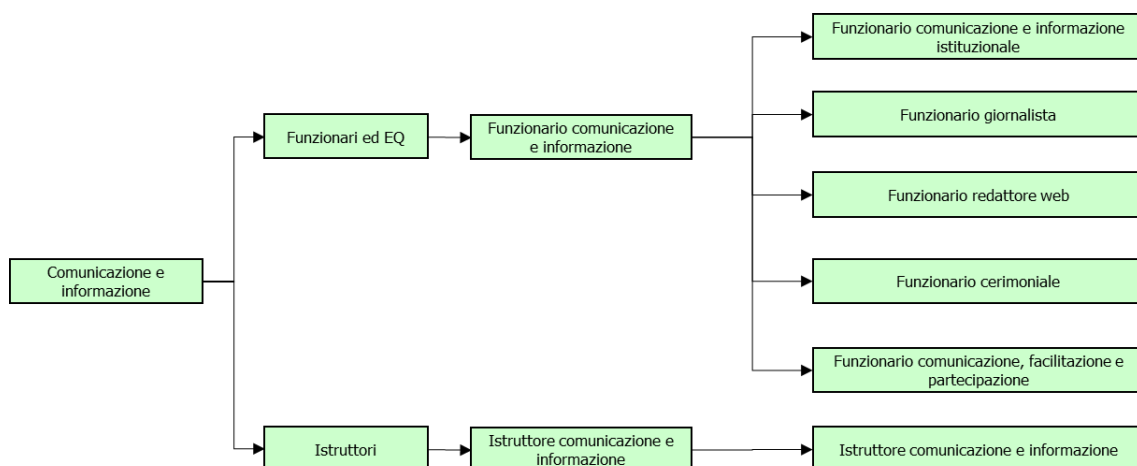 Funzionario comunicazione e informazione
istituzionale
Funzionario giornalista
Funzionari ed EQ
Funzionario comunicazione
e informazione
Funzionario redattore web
Comunicazione e
informazione
Funzionario cerimoniale
Funzionario comunicazione, facilitazione e
partecipazione
Istruttori
Istruttore comunicazione e
informazione
Istruttore comunicazione e informazione